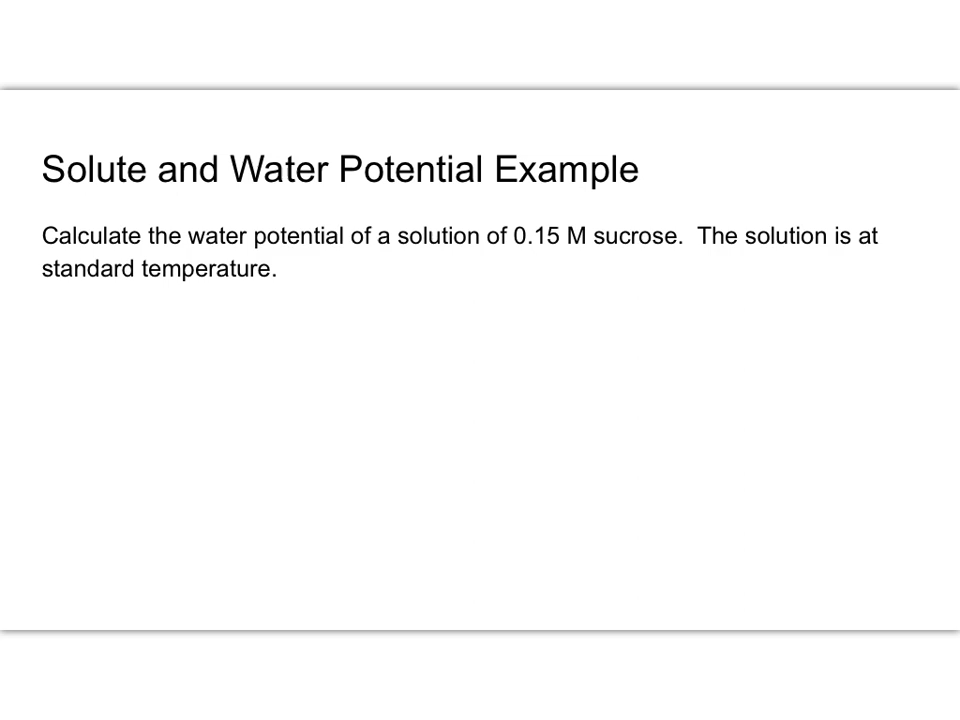 Solute and Water Potential Example
Calculate the water potential of a solution of 0.15 M sucrose.  The solution is at
standard temperature.